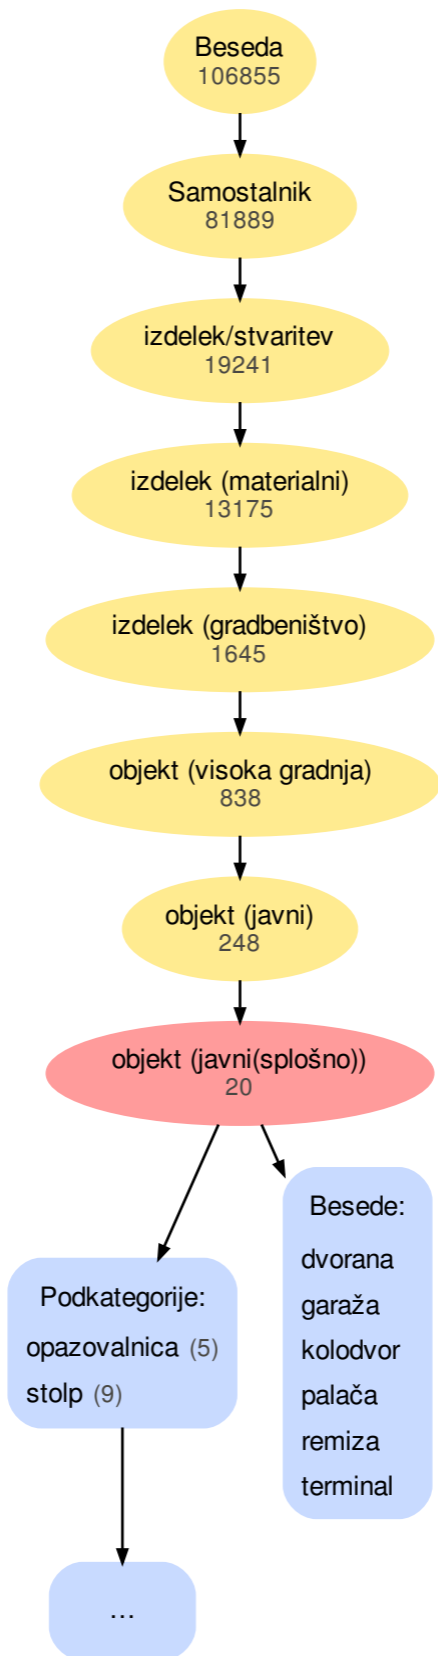 Beseda
106855
Samostalnik
81889
izdelek/stvaritev
19241
izdelek (materialni)
13175
izdelek (gradbeništvo)
1645
objekt (visoka gradnja)
838
objekt (javni)
248
objekt (javni(splošno))
20
Podkategorije:
opazovalnica (5)
stolp (9)
...
Besede:
dvorana
garaža
kolodvor
palača
remiza
terminal